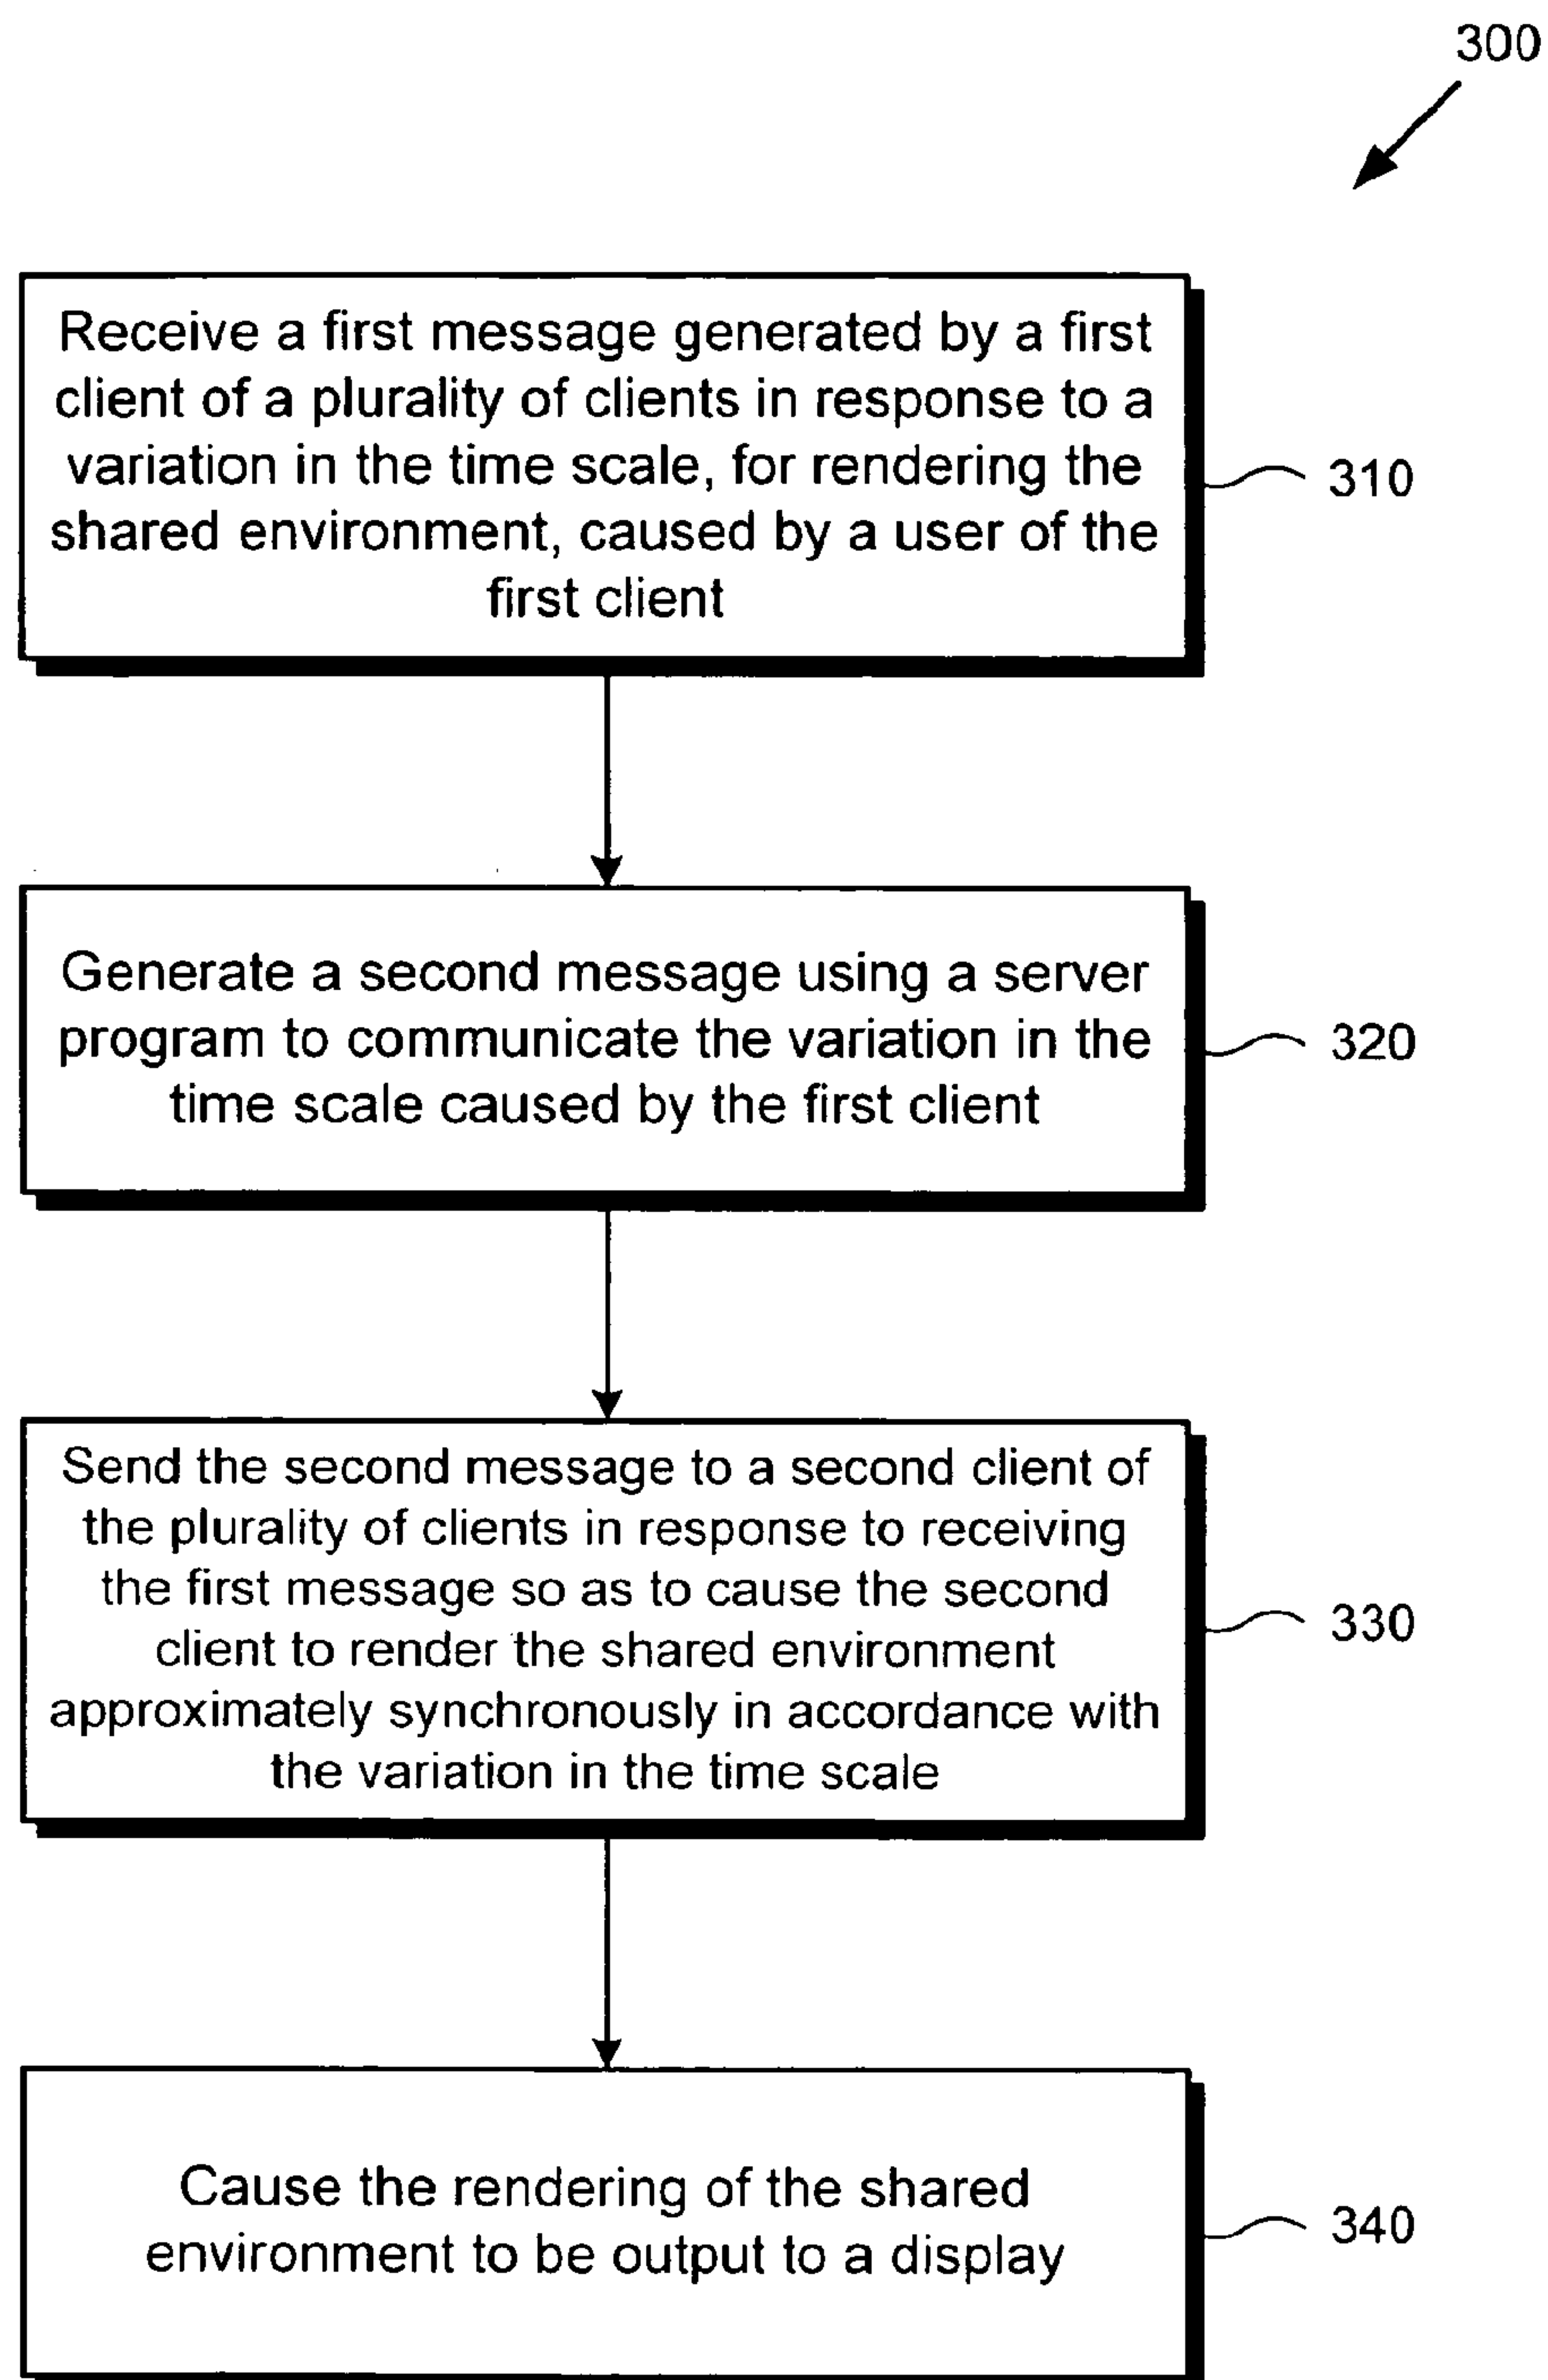 300
Receive a first message generated by a first
client of a plurality of clients in response to a
variation in the time scale, for rendering the
shared environment, caused by a user of the
first client
310
Generate a second message using a server
program to communicate the variation in the
time scale caused by the first client
320
Send the second message to a second client of
the plurality of clients in response to receiving
the first message so as to cause the second
client to render the shared environment
approximately synchronously in accordance with
the variation in the time scale
330
Cause the rendering of the shared
environment to be output to a display
340